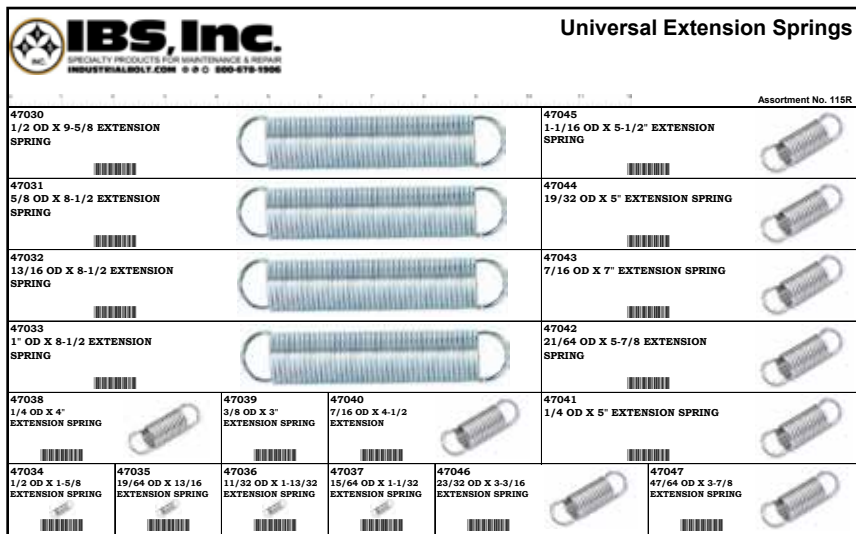 IBS, Inc.
INC.
SPECIALTY PRODUCTS FOR MAINTENANCE & REPAIR
INDUSTRIALBOLT.COM 800-678-1906
Universal Extension Springs
Assortment No. 115R
47030
1/2 OD X 9-5/8 EXTENSION
SPRING
47045
1-1/16 OD X 5-1/2" EXTENSION
SPRING
47031
5/8 OD X 8-1/2 EXTENSION
SPRING
47044
19/32 OD X 5" EXTENSION SPRING
47032
13/16 OD X 8-1/2 EXTENSION
SPRING
47043
7/16 OD X 7" EXTENSION SPRING
47033
1" OD X 8-1/2 EXTENSION
SPRING
47042
21/64 OD X 5-7/8 EXTENSION
SPRING
47038
1/4 OD X 4"
EXTENSION SPRING
47039
3/8 OD X 3"
EXTENSION SPRING
47040
7/16 OD X 4-1/2
EXTENSION
47041
1/4 OD X 5" EXTENSION SPRING
47034
1/2 OD X 1-5/8
EXTENSION SPRING
47035
19/64 OD X 13/16
EXTENSION SPRING
47036
11/32 OD X 1-13/32
EXTENSION SPRING
47037
15/64 OD X 1-1/32
EXTENSION SPRING
47046
23/32 OD X 3-3/16
EXTENSION SPRING
47047
47/64 OD X 3-7/8
EXTENSION SPRING